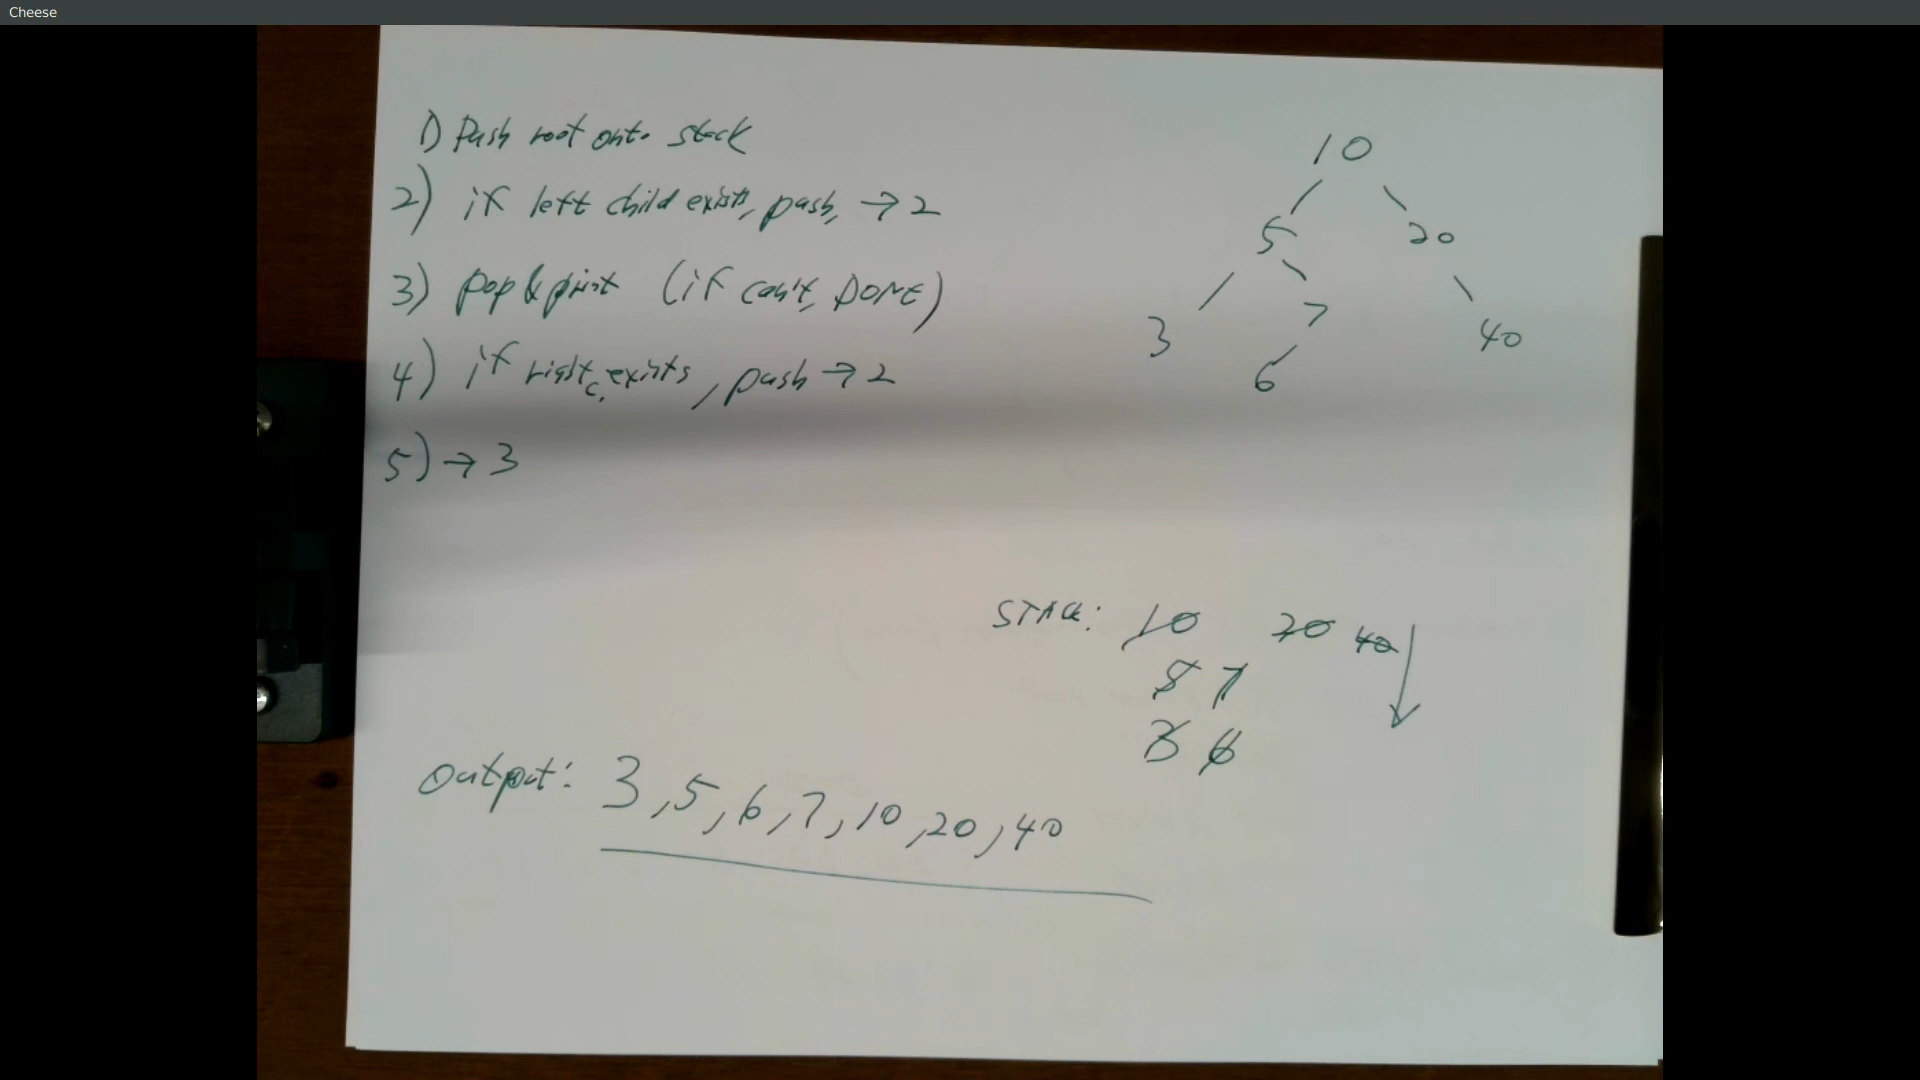 Cheese
1) Push root onto stack
2) if left child exists, push, → 2
3) pop & print (if can't, DONE)
4) if right c. exists, push → 2
5) → 3
10
5 20
3 7 40
6
STACK: 10 20 40
5 7
3 6
output: 3, 5, 6, 7, 10, 20, 40